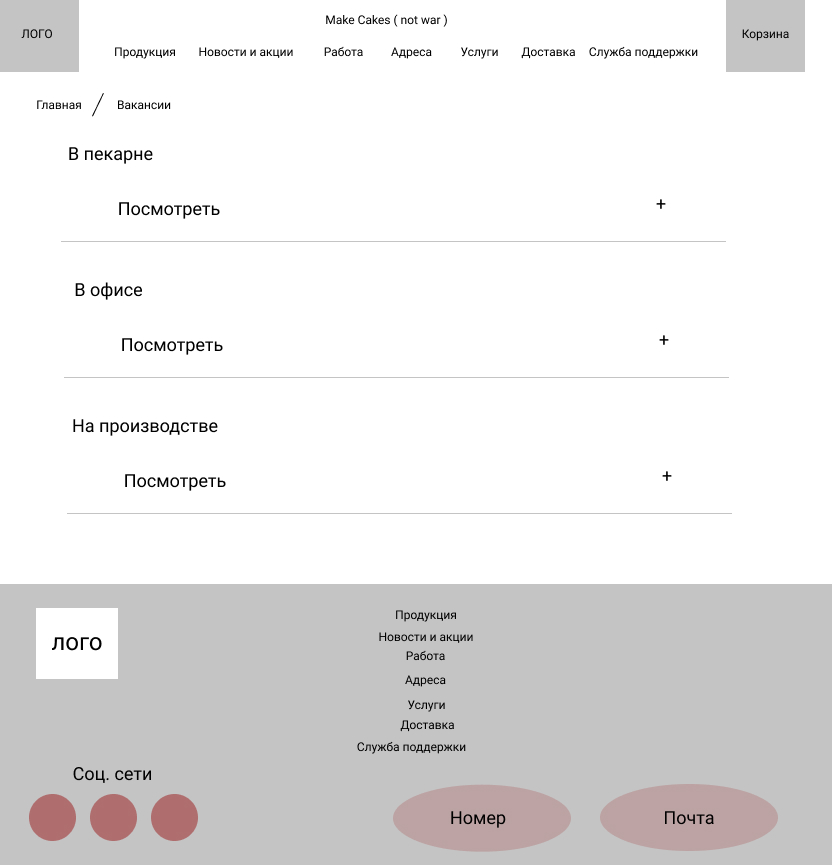 ЛОГО
Make Cakes ( not war )
Корзина
Продукция Новости и акции Работа Адреса Услуги Доставка Служба поддержки
Главная / Вакансии
В пекарне
Посмотреть +
В офисе
Посмотреть +
На производстве
Посмотреть +
ЛОГО
Продукция
Новости и акции
Работа
Адреса
Услуги
Доставка
Служба поддержки
Соц. сети
Номер Почта